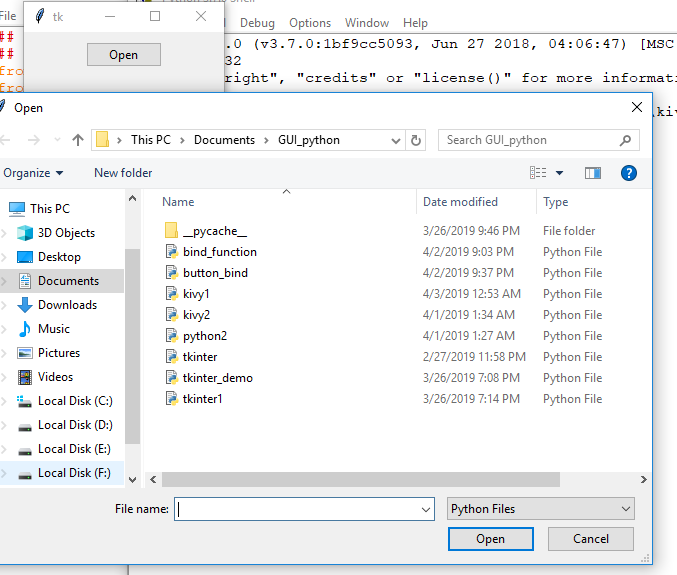 File
tk
Debug Options Window Help
Open
##
##
fro
fro
.0 (v3.7.0:1bf9cc5093, Jun 27 2018, 04:06:47) [MSC
32
right", "credits" or "license()" for more informati
\kiv
Open
This PC > Documents > GUI_python
Search GUI_python
Organize
New folder
?
Name Date modified Type
This PC
3D Objects
Desktop
Documents
Downloads
Music
Pictures
Videos
Local Disk (C:)
Local Disk (D:)
Local Disk (E:)
Local Disk (F:)
__pycache__ 3/26/2019 9:46 PM File folder
bind_function 4/2/2019 9:03 PM Python File
button_bind 4/2/2019 9:37 PM Python File
kivy1 4/3/2019 12:53 AM Python File
kivy2 4/1/2019 1:34 AM Python File
python2 4/1/2019 1:27 AM Python File
tkinter 2/27/2019 11:58 PM Python File
tkinter_demo 3/26/2019 7:08 PM Python File
tkinter1 3/26/2019 7:14 PM Python File
File name:
Python Files
Open
Cancel